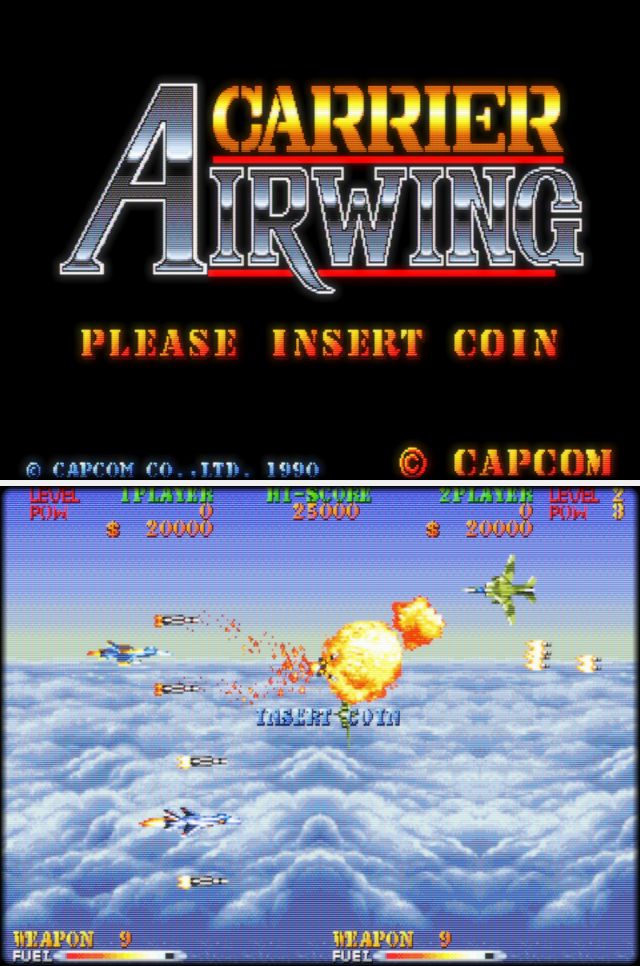 CARRIER
AIRWING
PLEASE INSERT COIN
© CAPCOM CO.,LTD. 1990
© CAPCOM
LEVEL 1PLAYER HI-SCORE 2PLAYER LEVEL 2
POW 0 25000 0 POW 3
$ 20000 $ 20000
INSERT COIN
WEAPON 9 WEAPON 9
FUEL FUEL